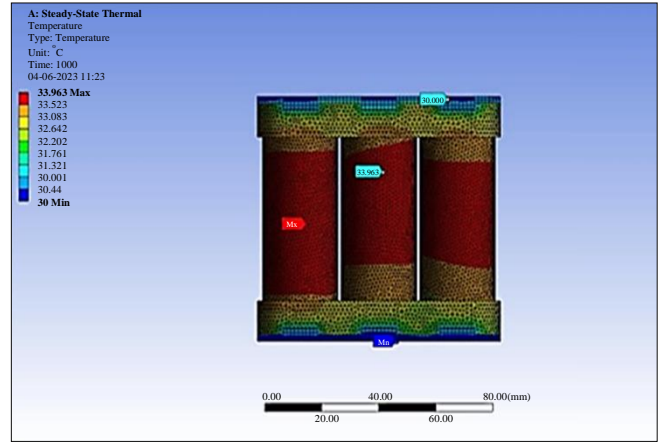 A: Steady-State Thermal
Temperature
Type: Temperature
Unit: °C
Time: 1000
04-06-2023 11:23
33.963 Max
33.523
33.083
32.642
32.202
31.761
31.321
30.001
30.44
30 Min
30.000
33.963
Mx
Mn
0.00 40.00 80.00(mm)
20.00 60.00